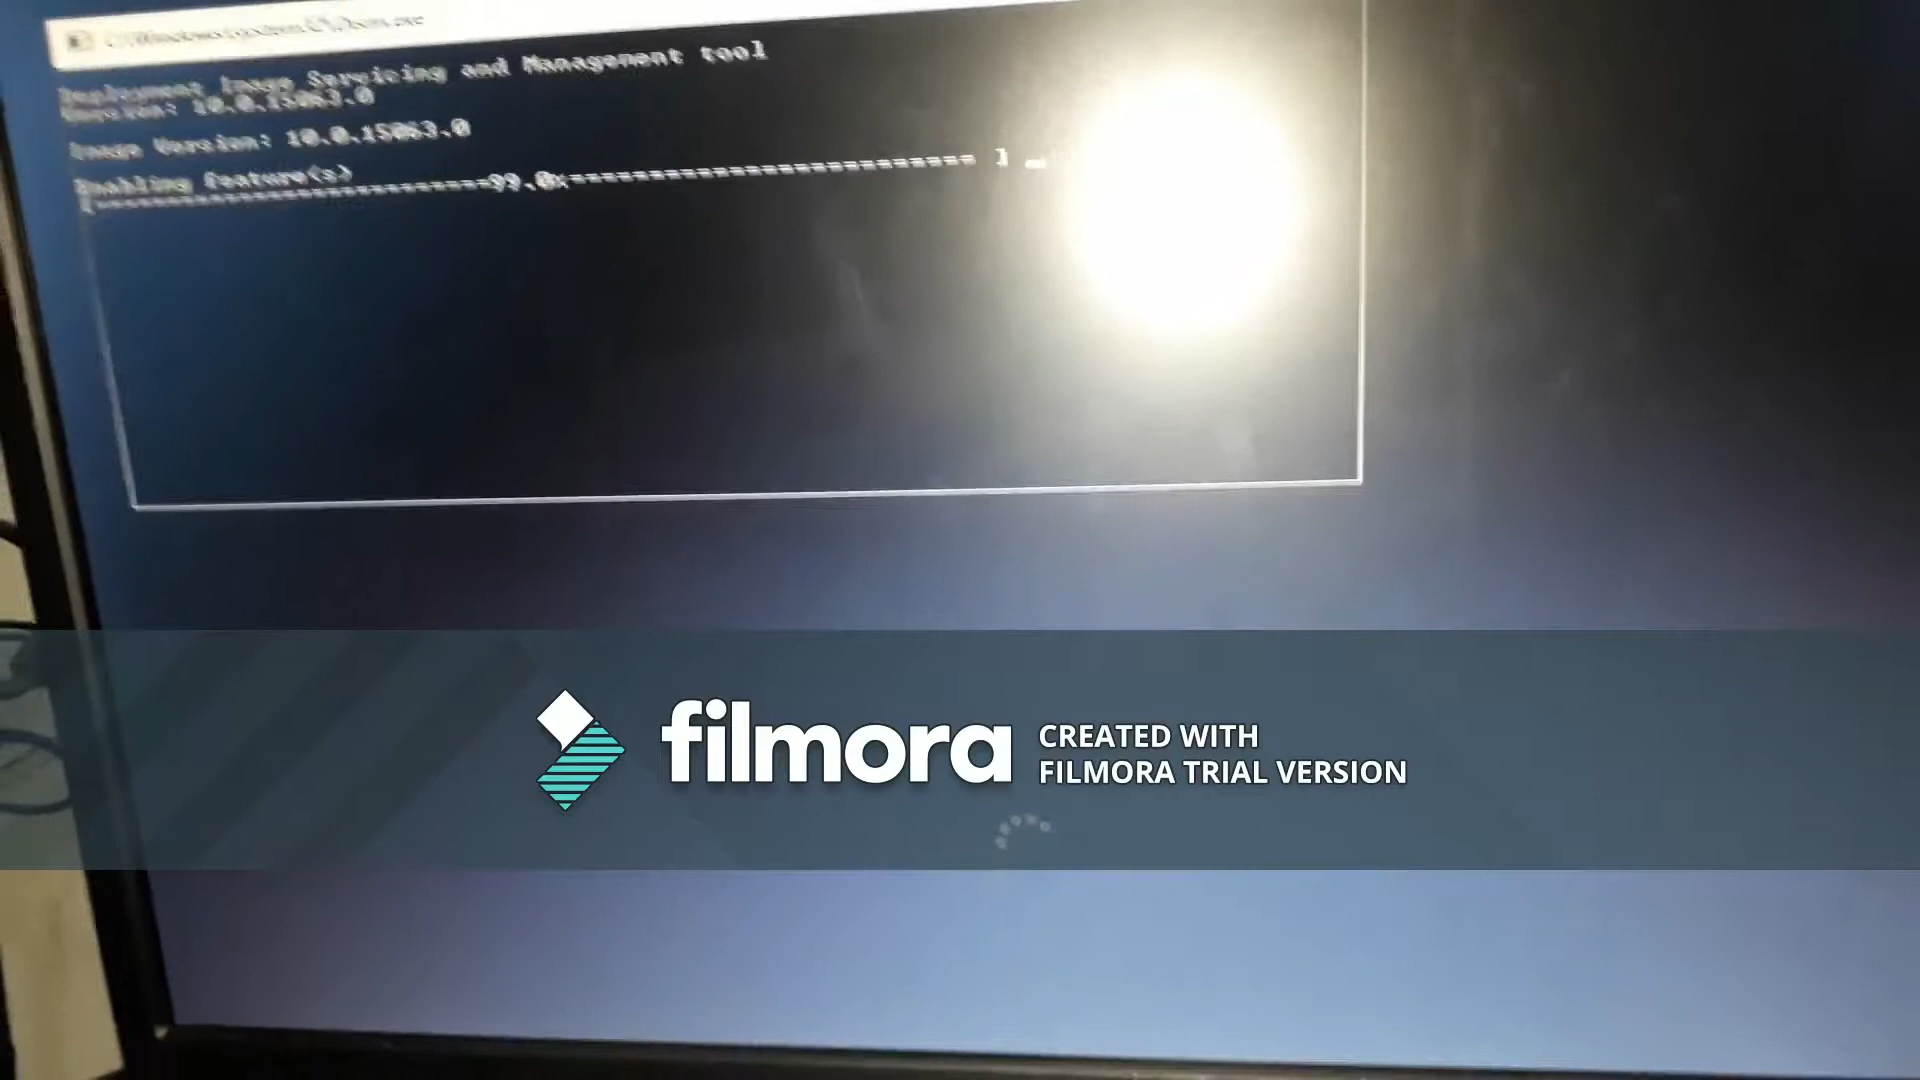 Deployment Image Servicing and Management tool
Version: 10.0.15063.0
Image Version: 10.0.15063.0
Enabling feature(s)
[===========================99.0%========================== ]
filmora
CREATED WITH
FILMORA TRIAL VERSION